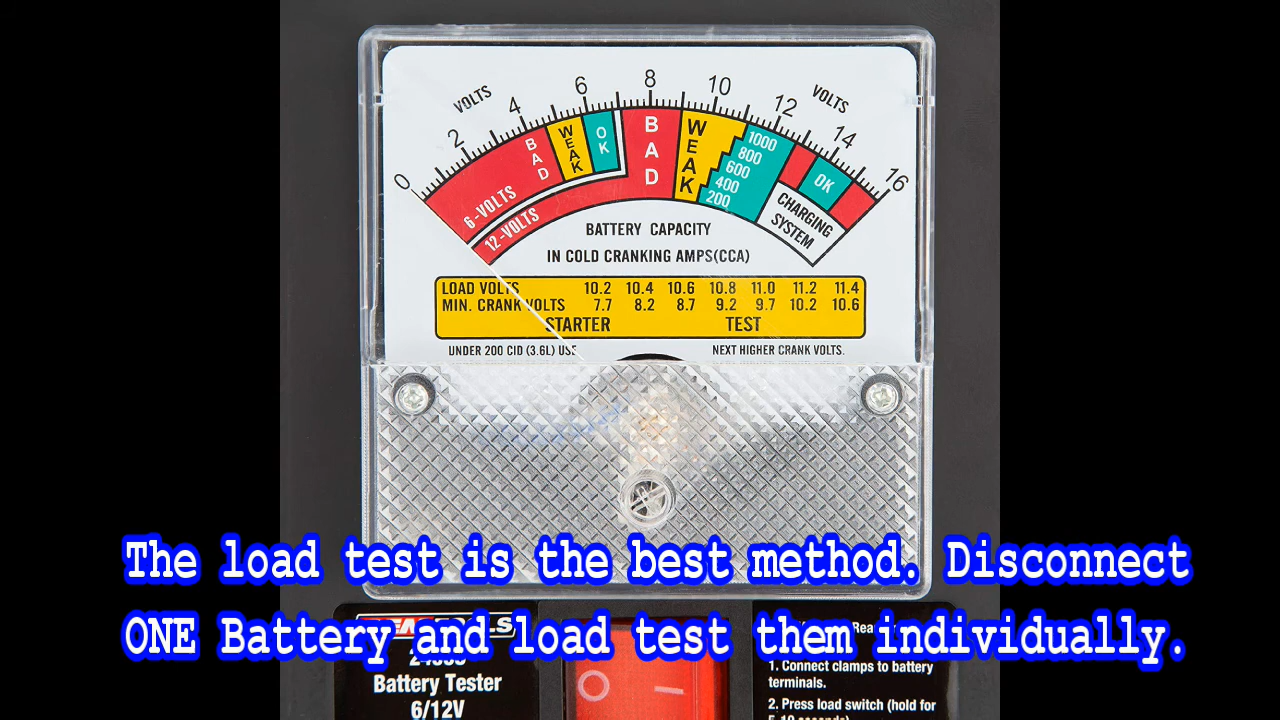 VOLTS
VOLTS
0 2 4 6 8 10 12 14 16
BAD
WEAK
OK
BAD
WEAK
1000
800
600
400
200
OK
6-VOLTS
12-VOLTS
CHARGING
SYSTEM
BATTERY CAPACITY
IN COLD CRANKING AMPS(CCA)
LOAD VOLTS 10.2 10.4 10.6 10.8 11.0 11.2 11.4
MIN. CRANK VOLTS 7.7 8.2 8.7 9.2 9.7 10.2 10.6
STARTER TEST
UNDER 200 CID (3.6L) USE NEXT HIGHER CRANK VOLTS.
The load test is the best method. Disconnect
ONE Battery and load test them individually.
Battery Tester
6/12V
1. Connect clamps to battery
terminals.
2. Press load switch (hold for